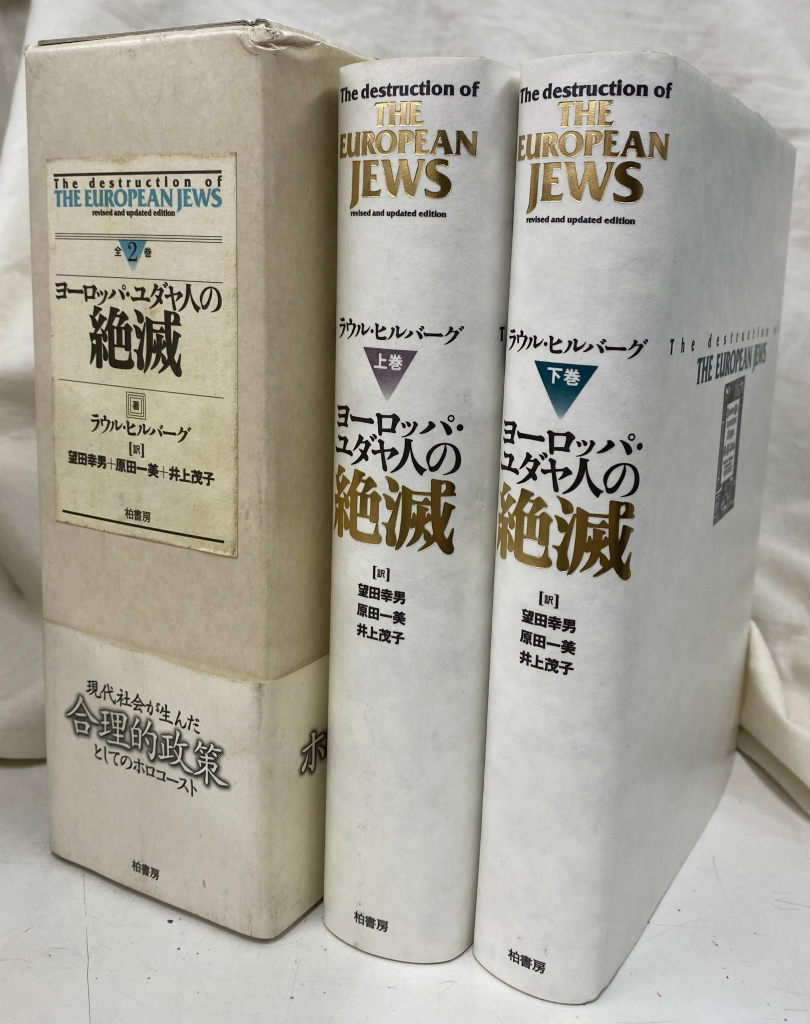 The destruction of
THE EUROPEAN JEWS
revised and updated edition
全2巻
ヨーロッパ・ユダヤ人の
絶滅
著
ラウル・ヒルバーグ
[訳]
望田幸男+原田一美+井上茂子
柏書房
現代社会が生んだ
合理的政策
としてのホロコースト
柏書房
ホ
The destruction of
THE
EUROPEAN
JEWS
revised and updated edition
ラウル・ヒルバーグ
上巻
ヨーロッパ・
ユダヤ人の
絶滅
[訳]
望田幸男
原田一美
井上茂子
柏書房
The destruction of
THE
EUROPEAN
JEWS
revised and updated edition
ラウル・ヒルバーグ
下巻
ヨーロッパ・
ユダヤ人の
絶滅
[訳]
望田幸男
原田一美
井上茂子
柏書房
The destruction o
THE EUROPEAN JEWS